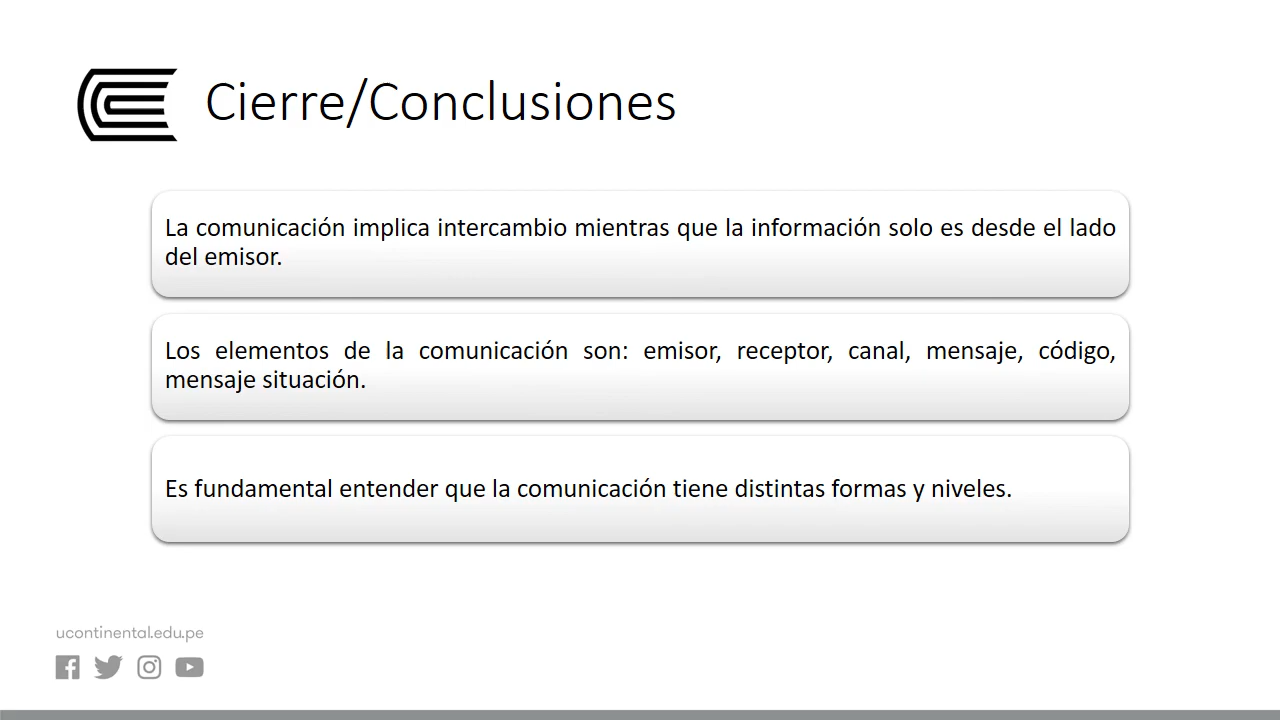 Cierre/Conclusiones
La comunicación implica intercambio mientras que la información solo es desde el lado
del emisor.
Los elementos de la comunicación son: emisor, receptor, canal, mensaje, código,
mensaje situación.
Es fundamental entender que la comunicación tiene distintas formas y niveles.
ucontinental.edu.pe